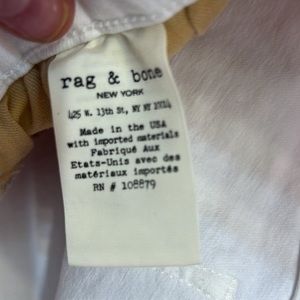 rag & bone
NEW YORK
425 W. 13th St, NY NY 10014
Made in the USA
with imported materials
Fabriqué Aux
Etats-Unis avec des
matériaux importés
RN # 108879